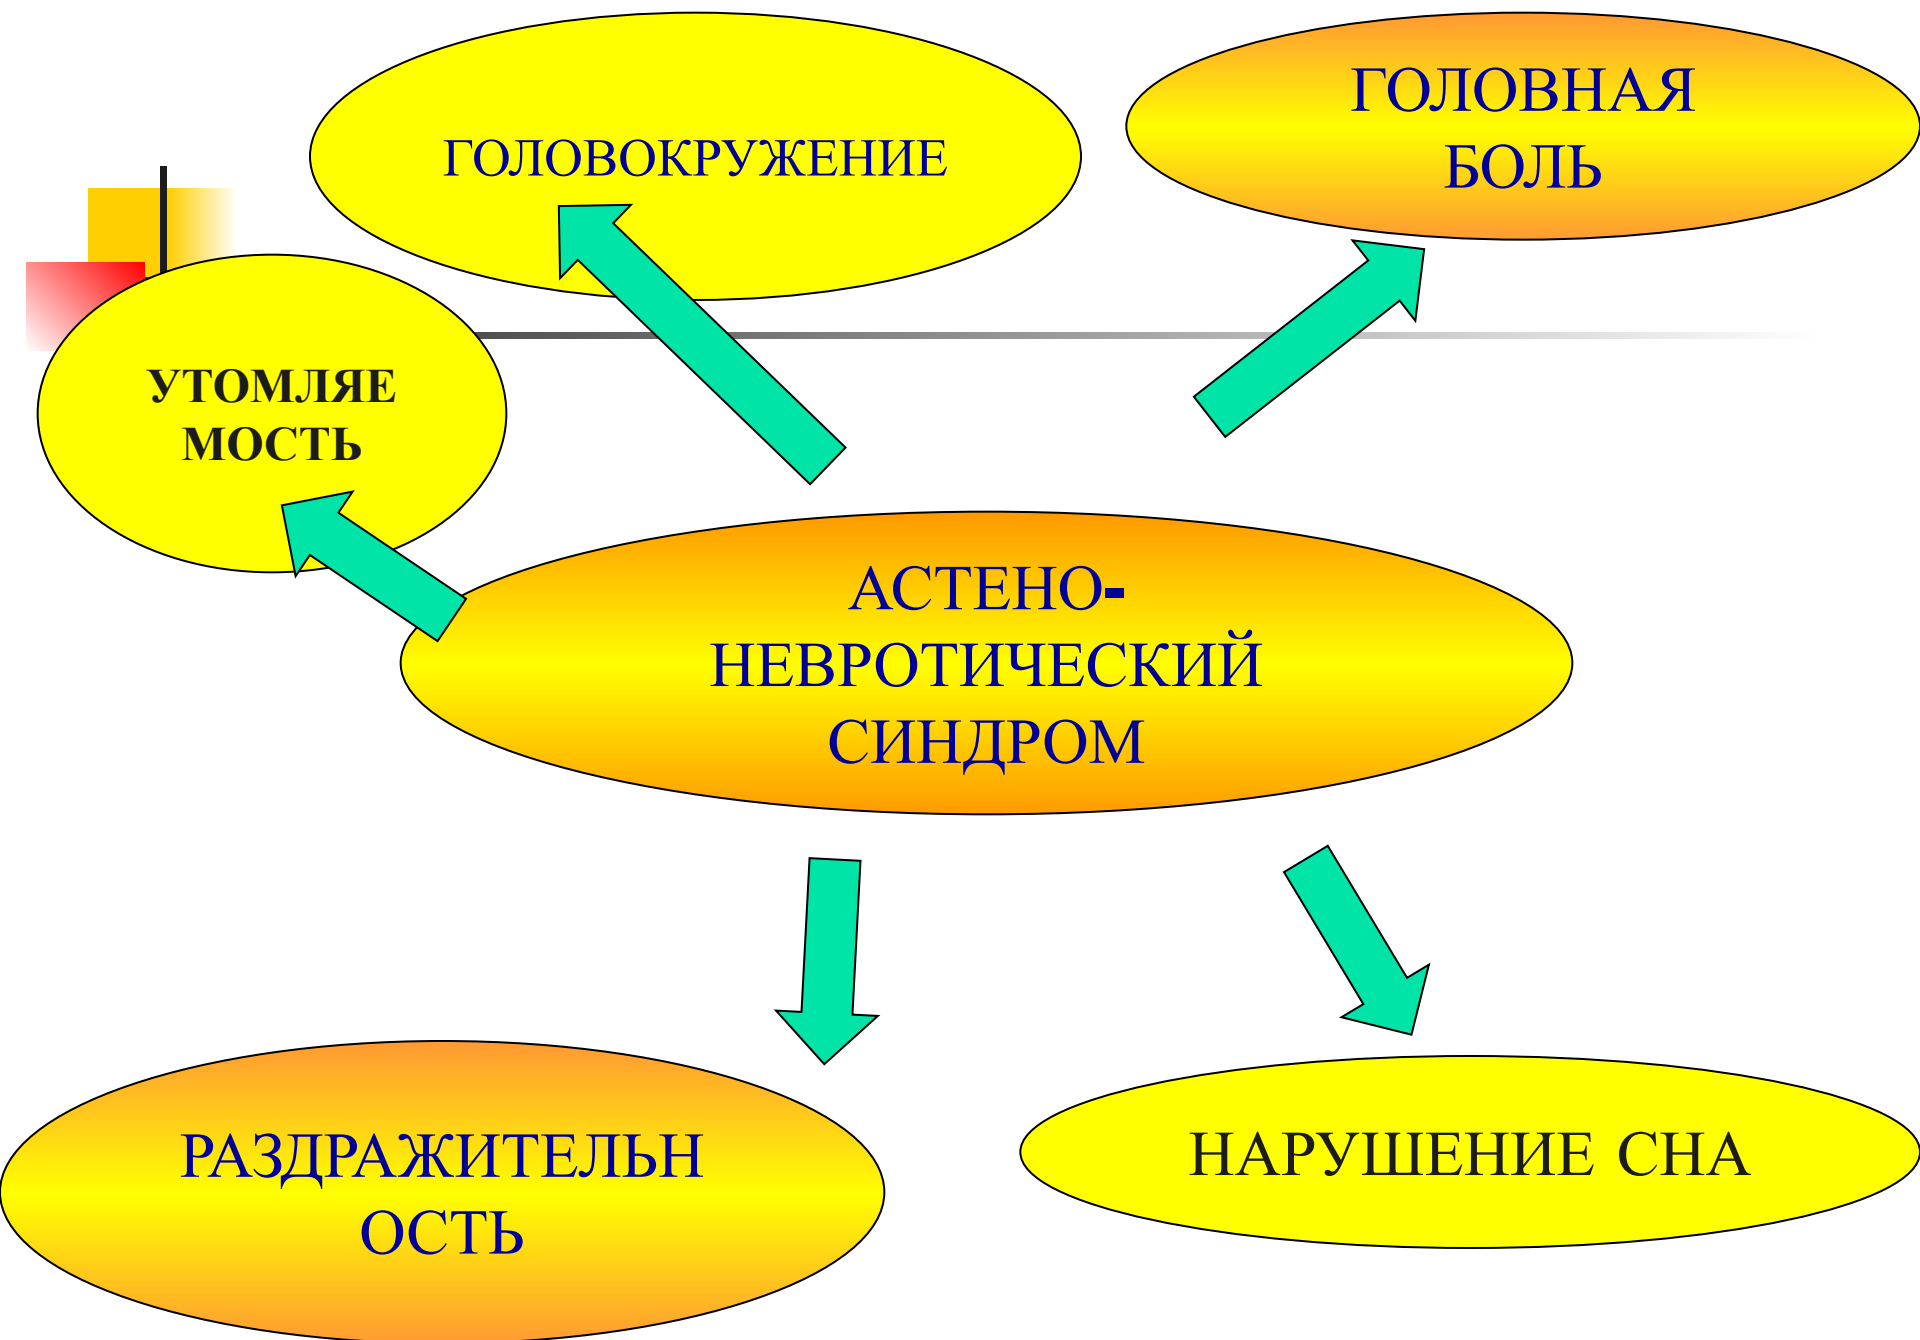 ГОЛОВОКРУЖЕНИЕ
ГОЛОВНАЯ
БОЛЬ
УТОМЛЯЕ
МОСТЬ
АСТЕНО-
НЕВРОТИЧЕСКИЙ
СИНДРОМ
РАЗДРАЖИТЕЛЬН
ОСТЬ
НАРУШЕНИЕ СНА